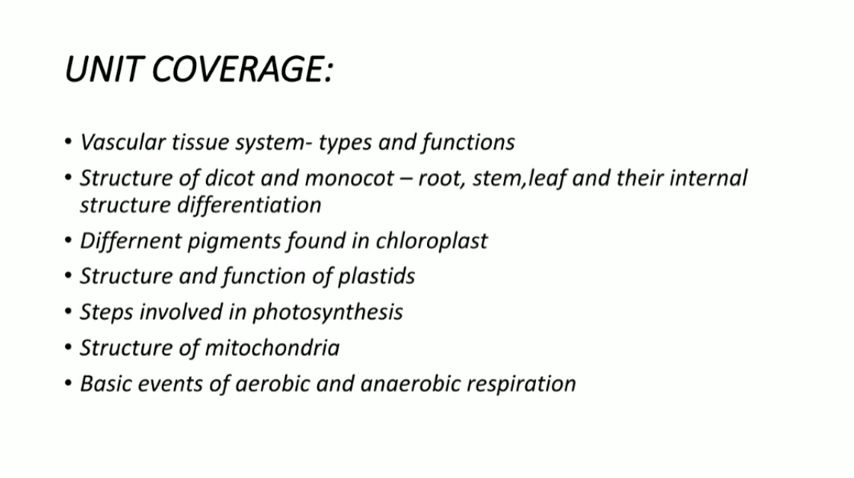 UNIT COVERAGE:
• Vascular tissue system- types and functions
• Structure of dicot and monocot – root, stem,leaf and their internal
structure differentiation
• Differnent pigments found in chloroplast
• Structure and function of plastids
• Steps involved in photosynthesis
• Structure of mitochondria
• Basic events of aerobic and anaerobic respiration